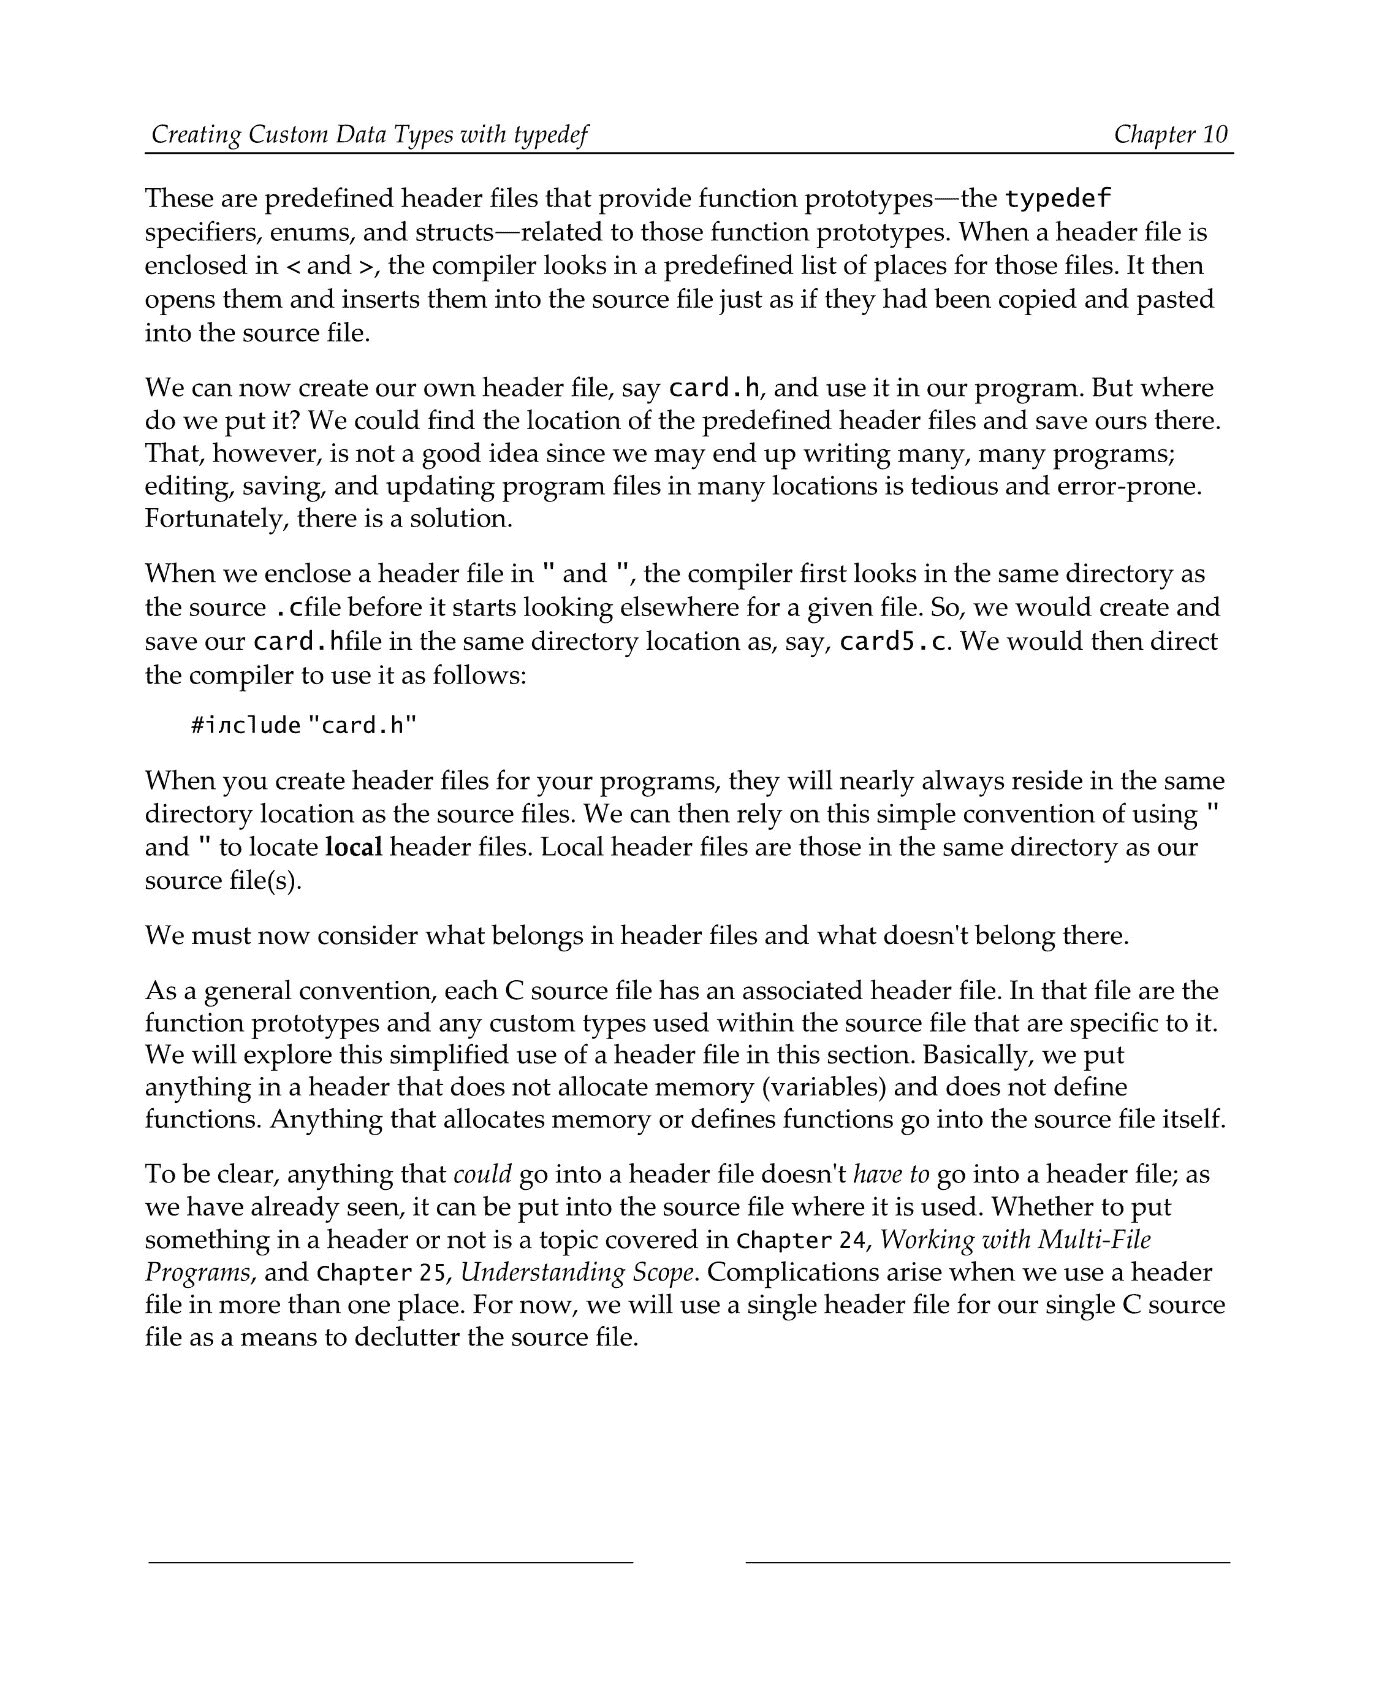 Creating Custom Data Types with typedef Chapter 10
These are predefined header files that provide function prototypes—the typedef
specifiers, enums, and structs—related to those function prototypes. When a header file is
enclosed in < and >, the compiler looks in a predefined list of places for those files. It then
opens them and inserts them into the source file just as if they had been copied and pasted
into the source file.
We can now create our own header file, say card.h, and use it in our program. But where
do we put it? We could find the location of the predefined header files and save ours there.
That, however, is not a good idea since we may end up writing many, many programs;
editing, saving, and updating program files in many locations is tedious and error-prone.
Fortunately, there is a solution.
When we enclose a header file in " and ", the compiler first looks in the same directory as
the source .cfile before it starts looking elsewhere for a given file. So, we would create and
save our card.hfile in the same directory location as, say, card5.c. We would then direct
the compiler to use it as follows:
#include "card.h"
When you create header files for your programs, they will nearly always reside in the same
directory location as the source files. We can then rely on this simple convention of using "
and " to locate local header files. Local header files are those in the same directory as our
source file(s).
We must now consider what belongs in header files and what doesn't belong there.
As a general convention, each C source file has an associated header file. In that file are the
function prototypes and any custom types used within the source file that are specific to it.
We will explore this simplified use of a header file in this section. Basically, we put
anything in a header that does not allocate memory (variables) and does not define
functions. Anything that allocates memory or defines functions go into the source file itself.
To be clear, anything that could go into a header file doesn't have to go into a header file; as
we have already seen, it can be put into the source file where it is used. Whether to put
something in a header or not is a topic covered in Chapter 24, Working with Multi-File
Programs, and Chapter 25, Understanding Scope. Complications arise when we use a header
file in more than one place. For now, we will use a single header file for our single C source
file as a means to declutter the source file.